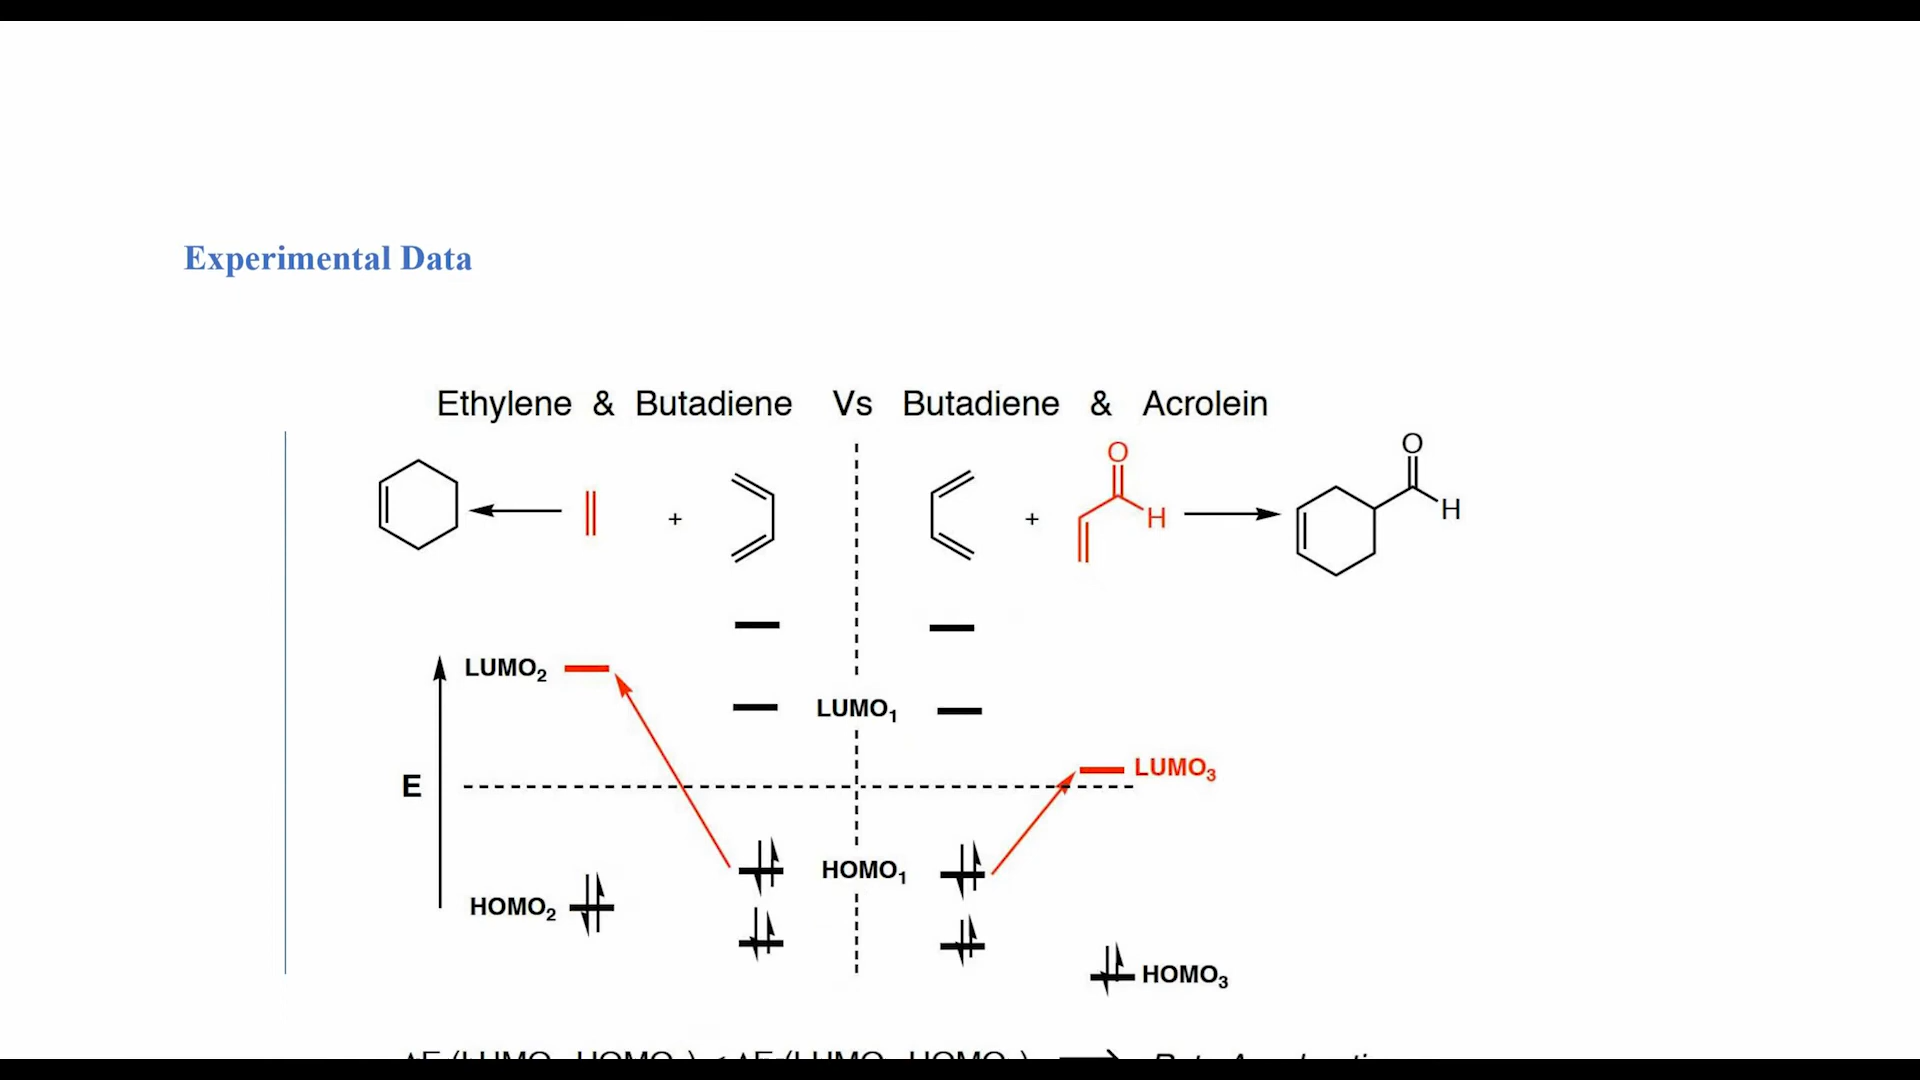 Experimental Data
Ethylene & Butadiene Vs Butadiene & Acrolein
O
O
+
+
H
H
LUMO₂
LUMO₁
LUMO₃
E
HOMO₁
HOMO₂
HOMO₃